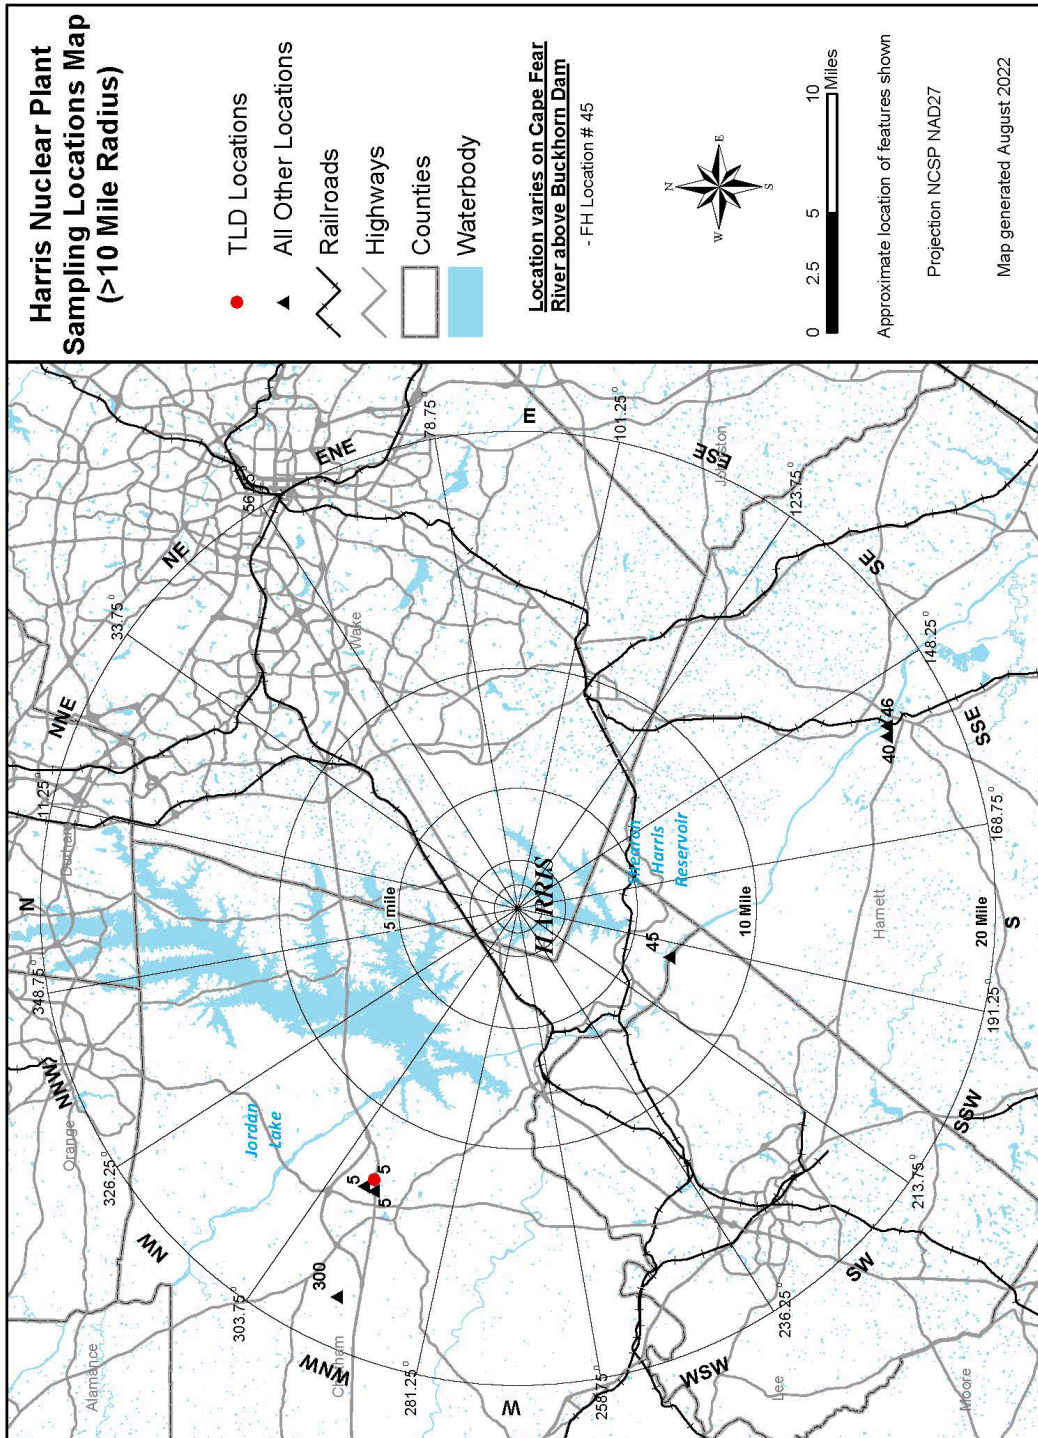 Harris Nuclear Plant
Sampling Locations Map
(>10 Mile Radius)
TLD Locations
All Other Locations
Railroads
Highways
Counties
Waterbody
Location varies on Cape Fear
River above Buckhorn Dam
- FH Location # 45
N
E
S
W
0
2.5
5
10
Miles
Approximate location of features shown
Projection NCSP NAD27
Map generated August 2022
N
NNE
NE
ENE
E
ESE
SE
SSE
S
SSW
SW
WSW
W
WNW
NW
NNW
11.25°
33.75°
78.75°
101.25°
123.75°
148.25°
168.75°
191.25°
213.75°
236.25°
281.25°
303.75°
326.25°
348.75°
Orange
Durham
Wake
Johnston
Harnett
Lee
Moore
Chatham
Alamance
Jordan
Lake
Shearon
Harris
Reservoir
HARRIS
5 mile
10 Mile
20 Mile
5
5
5
300
45
40
46